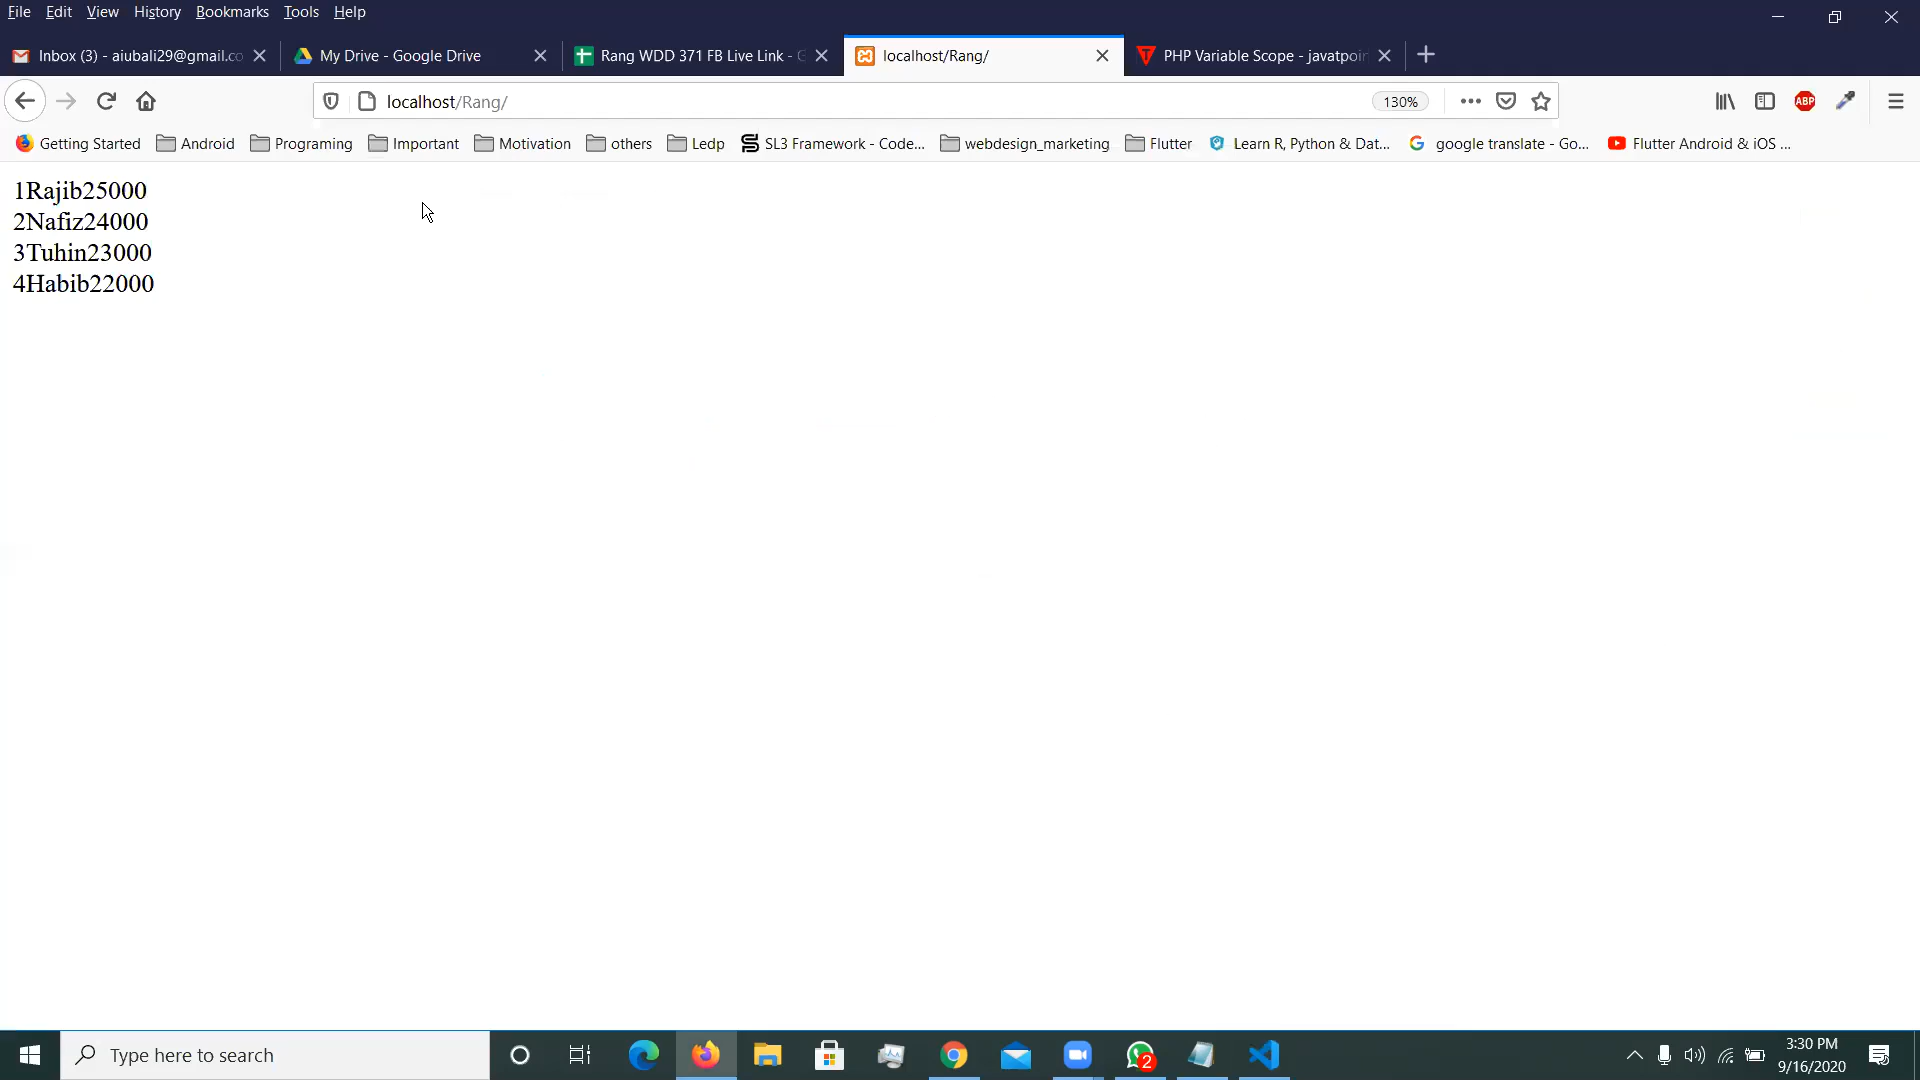 File Edit View History Bookmarks Tools Help
Inbox (3) - aiubali29@gmail.co My Drive - Google Drive Rang WDD 371 FB Live Link - G localhost/Rang/ PHP Variable Scope - javatpoin
localhost/Rang/ 130% ABP
Getting Started Android Programing Important Motivation others Ledp SL3 Framework - Code... webdesign_marketing Flutter Learn R, Python & Dat... google translate - Go... Flutter Android & iOS ...
1Rajib25000
2Nafiz24000
3Tuhin23000
4Habib22000
Type here to search 2 3:30 PM
9/16/2020